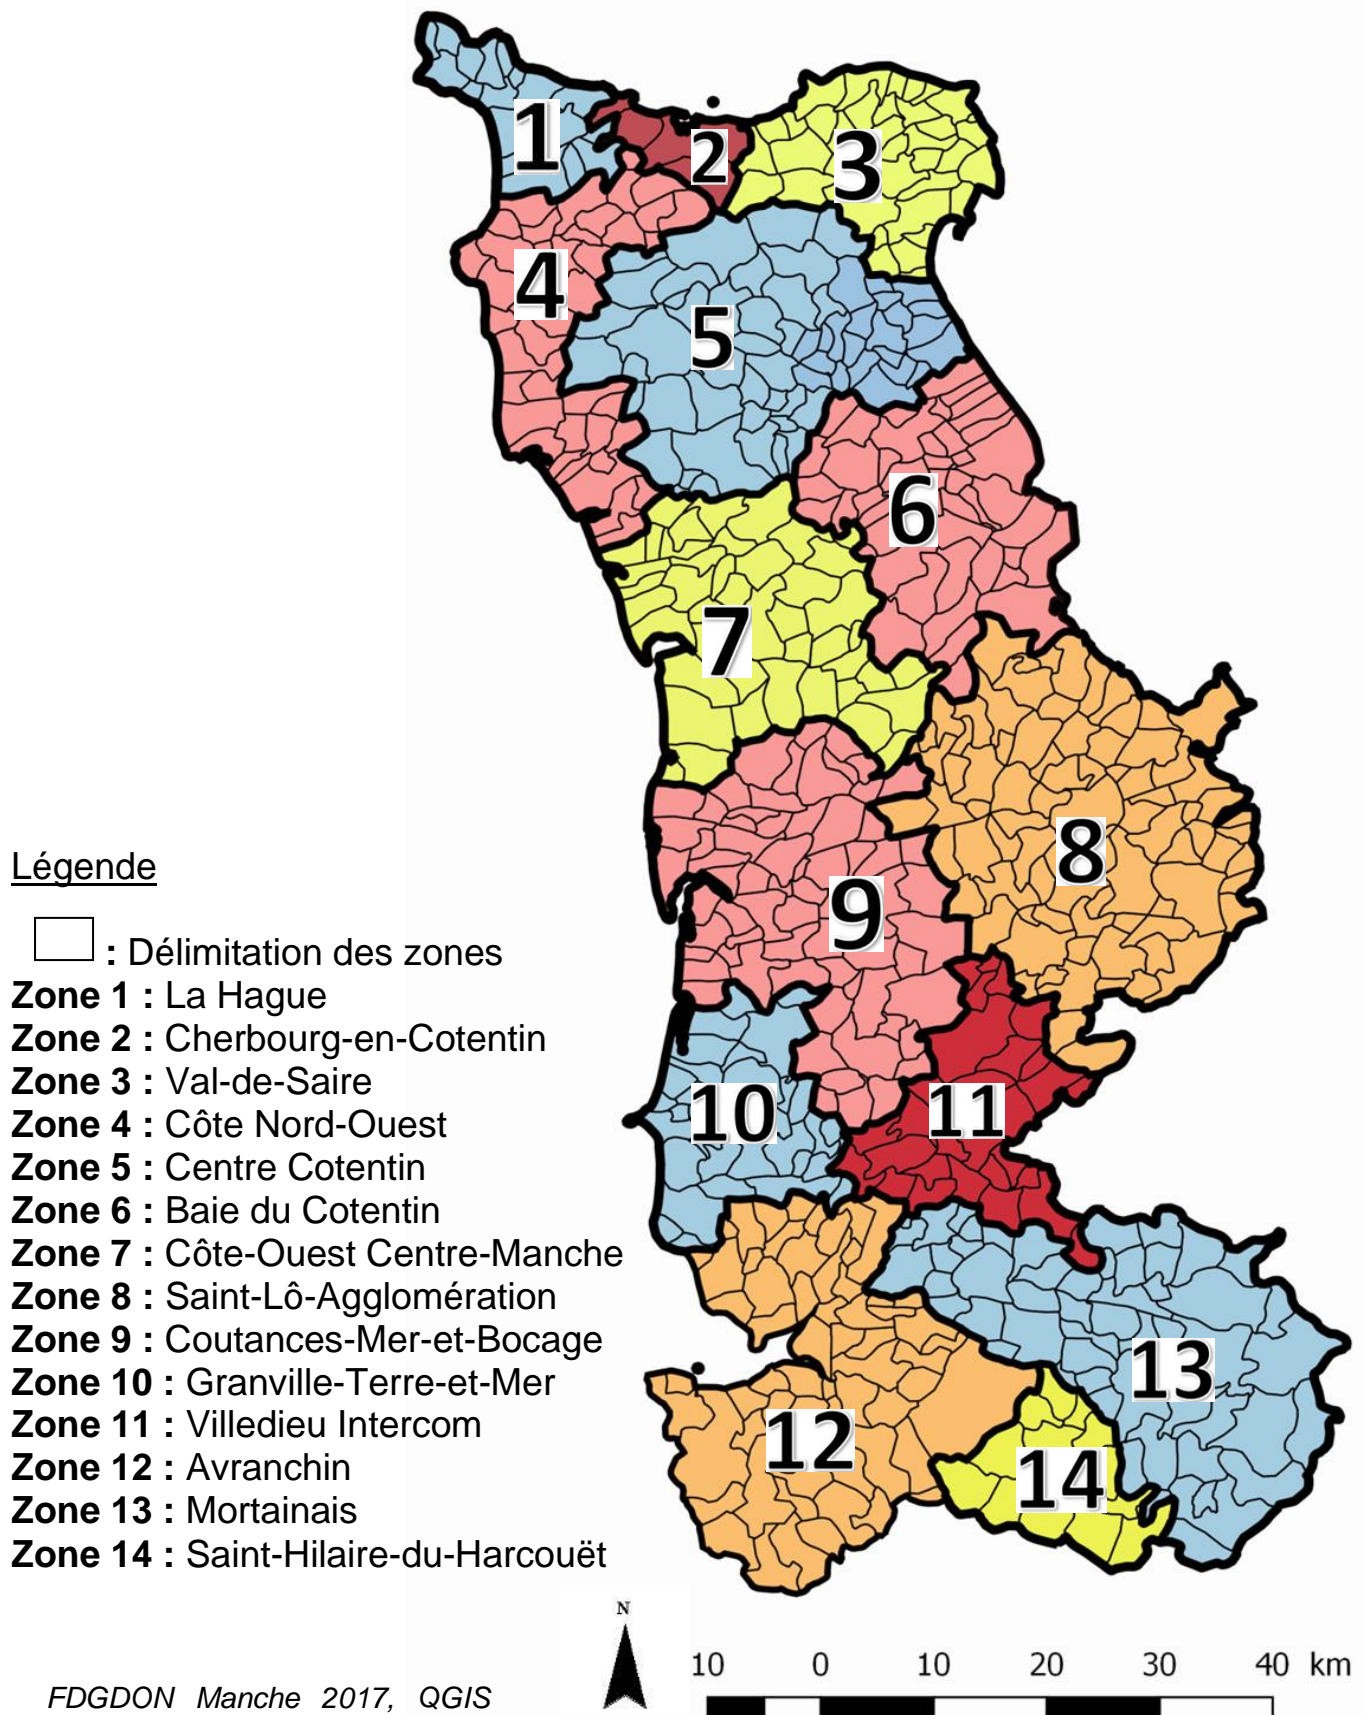 1
2
3
4
5
6
7
8
9
10
11
12
13
14
Légende
: Délimitation des zones
Zone 1 : La Hague
Zone 2 : Cherbourg-en-Cotentin
Zone 3 : Val-de-Saire
Zone 4 : Côte Nord-Ouest
Zone 5 : Centre Cotentin
Zone 6 : Baie du Cotentin
Zone 7 : Côte-Ouest Centre-Manche
Zone 8 : Saint-Lô-Agglomération
Zone 9 : Coutances-Mer-et-Bocage
Zone 10 : Granville-Terre-et-Mer
Zone 11 : Villedieu Intercom
Zone 12 : Avranchin
Zone 13 : Mortainais
Zone 14 : Saint-Hilaire-du-Harcouët
N
10 0 10 20 30 40 km
FDGDON Manche 2017, QGIS